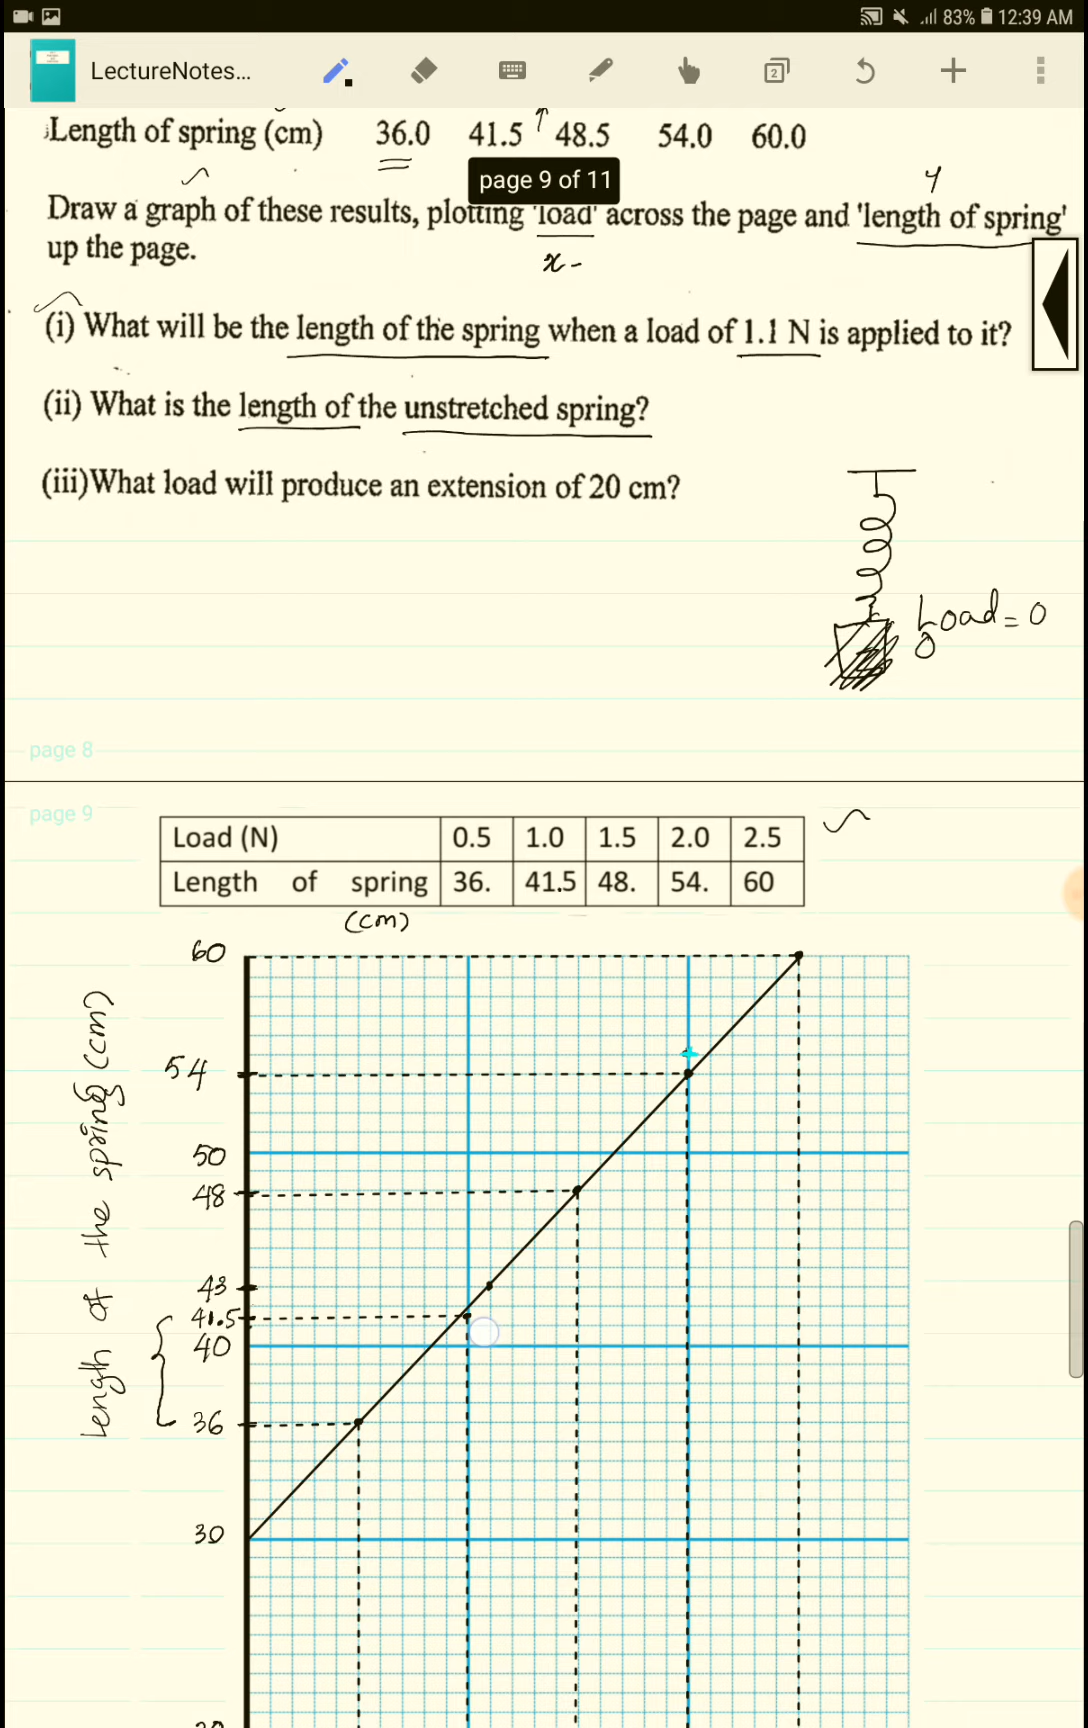 83% 12:39 AM
LectureNotes...
2
Length of spring (cm) 36.0 41.5 48.5 54.0 60.0
page 9 of 11
y
Draw a graph of these results, plotting 'load' across the page and 'length of spring'
up the page.
x -
(i) What will be the length of the spring when a load of 1.1 N is applied to it?
(ii) What is the length of the unstretched spring?
(iii)What load will produce an extension of 20 cm?
Load = 0
0
page 8
page 9
Load (N) 0.5 1.0 1.5 2.0 2.5
Length of spring 36. 41.5 48. 54. 60
(cm)
60
54
50
48
43
41.5
40
36
30
Length of the spring (cm)